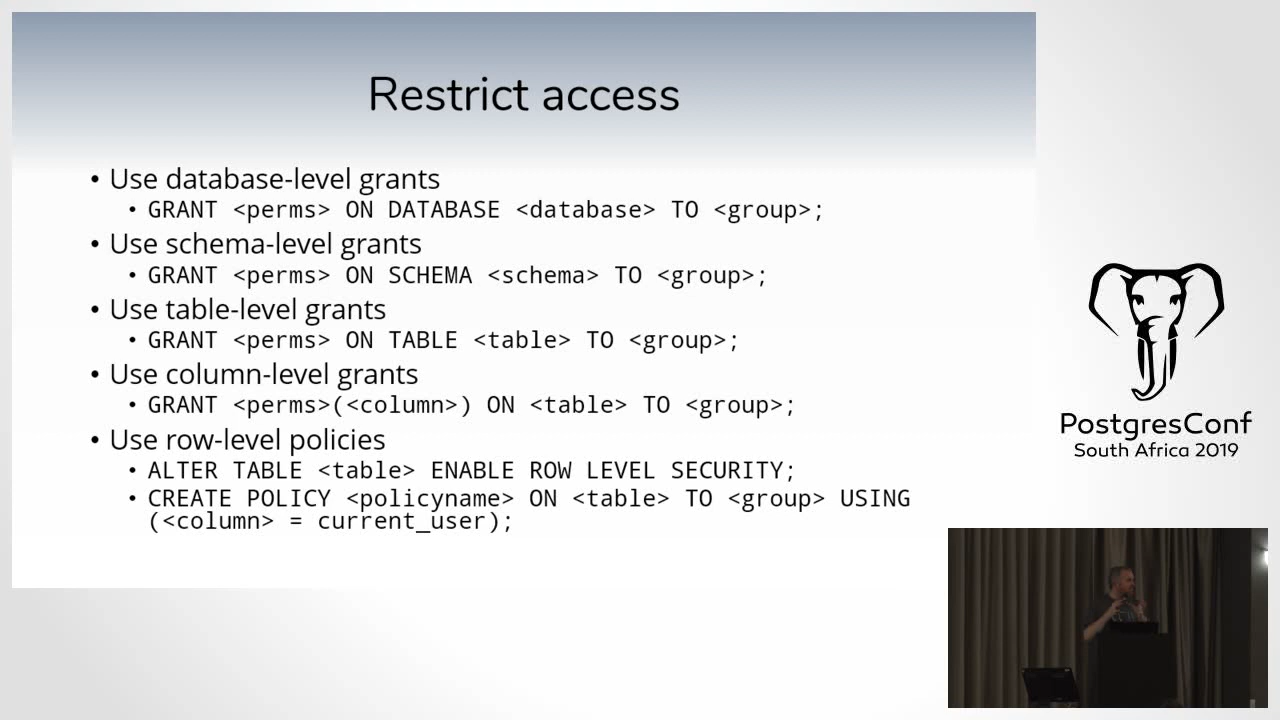 Restrict access
• Use database-level grants
• GRANT <perms> ON DATABASE <database> TO <group>;
• Use schema-level grants
• GRANT <perms> ON SCHEMA <schema> TO <group>;
• Use table-level grants
• GRANT <perms> ON TABLE <table> TO <group>;
• Use column-level grants
• GRANT <perms>(<column>) ON <table> TO <group>;
• Use row-level policies
• ALTER TABLE <table> ENABLE ROW LEVEL SECURITY;
• CREATE POLICY <policyname> ON <table> TO <group> USING
(<column> = current_user);
PostgresConf
South Africa 2019